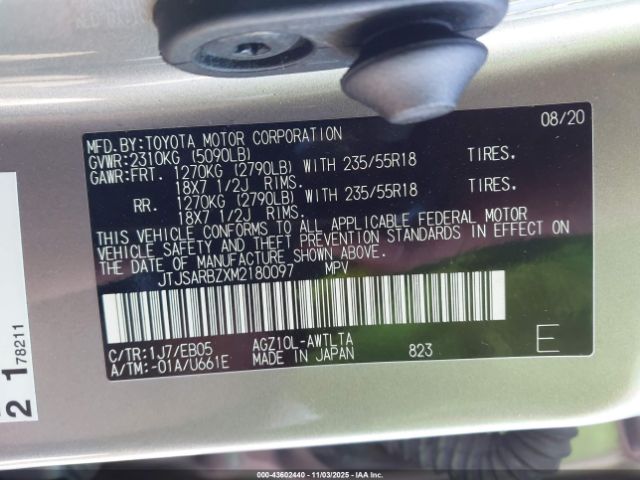 08/20
MFD.BY:TOYOTA MOTOR CORPORATION
GVWR:2310KG (5090LB)
GAWR:FRT. 1270KG (2790LB) WITH 235/55R18 TIRES,
18X7 1/2J RIMS.
RR. 1270KG (2790LB) WITH 235/55R18 TIRES,
18X7 1/2J RIMS.
THIS VEHICLE CONFORMS TO ALL APPLICABLE FEDERAL MOTOR
VEHICLE SAFETY AND THEFT PREVENTION STANDARDS IN EFFECT
ON THE DATE OF MANUFACTURE SHOWN ABOVE.
JTJSARBZXM2180097 MPV
C/TR:1J7/EB05 AGZ10L-AWTLTA
A/TM:-01A/U661E MADE IN JAPAN 823 E
2 1 78211
000-43602440 - 11/03/2025 - IAA, Inc.